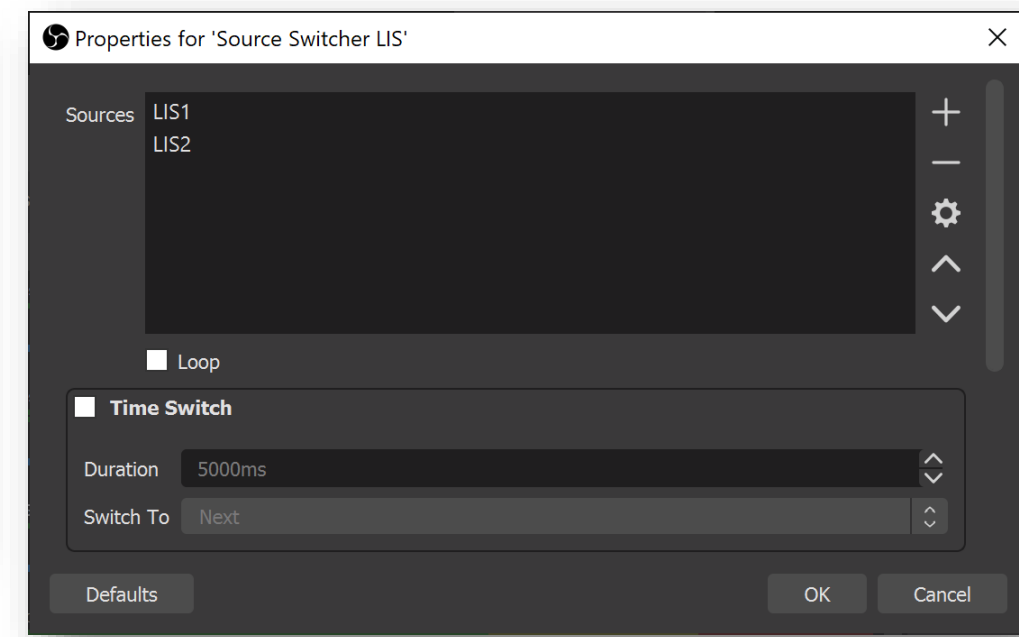 Properties for 'Source Switcher LIS'
Sources
LIS1
LIS2
Loop
Time Switch
Duration 5000ms
Switch To Next
Defaults OK Cancel